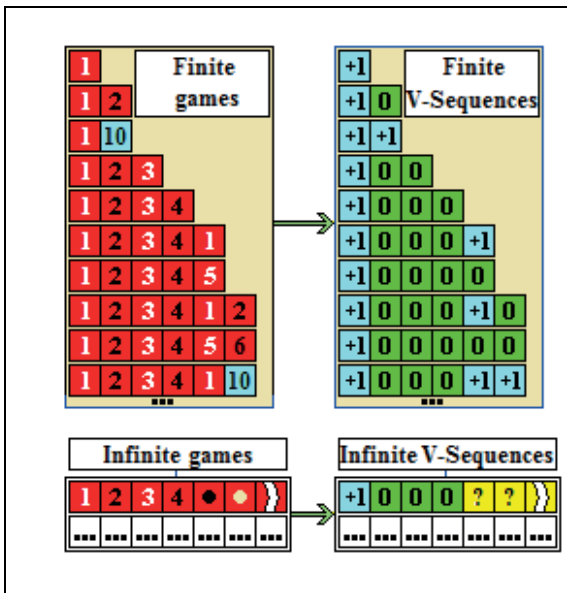 Finite
games
1
1 2
1 10
1 2 3
1 2 3 4
1 2 3 4 1
1 2 3 4 5
1 2 3 4 1 2
1 2 3 4 5 6
1 2 3 4 1 10
...
Finite
V-Sequences
+1
+1 0
+1 +1
+1 0 0
+1 0 0 0
+1 0 0 0 +1
+1 0 0 0 0
+1 0 0 0 +1 0
+1 0 0 0 0 0
+1 0 0 0 +1 +1
...
Infinite games
1 2 3 4 ● ● ⟫
... ... ... ... ... ... ...
Infinite V-Sequences
+1 0 0 0 ? ? ⟫
... ... ... ... ... ... ...